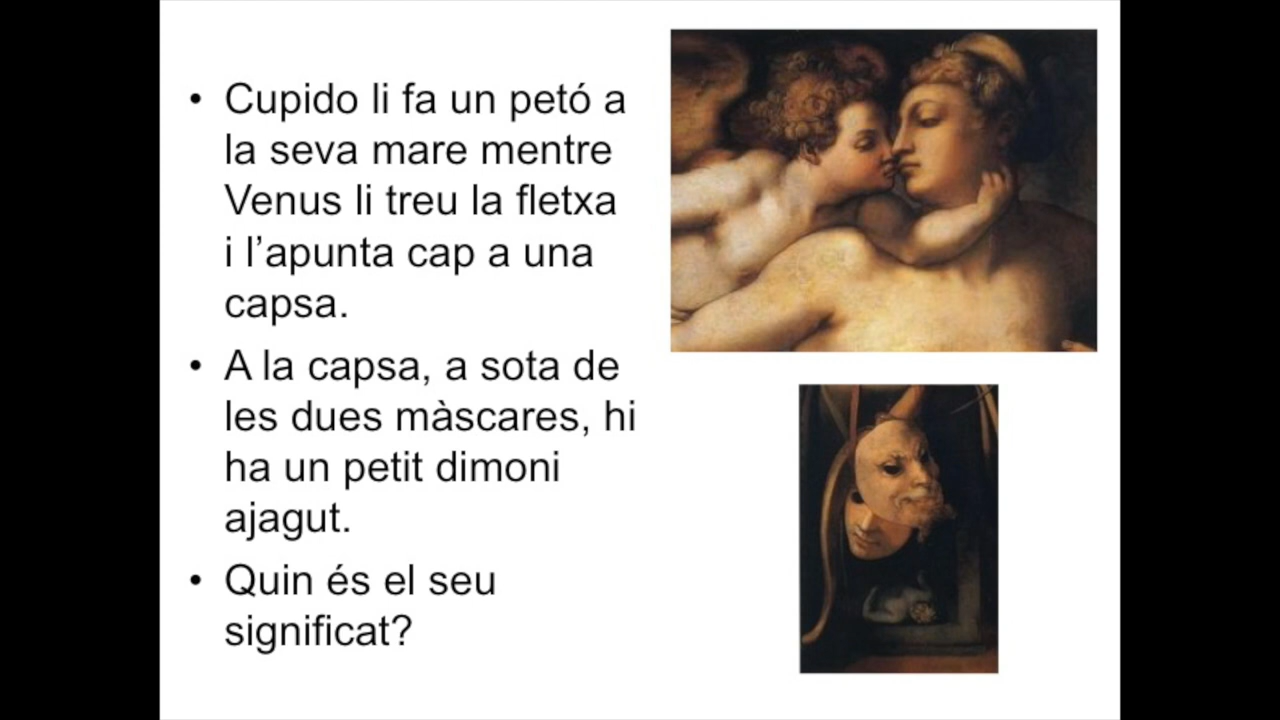 • Cupido li fa un petó a
la seva mare mentre
Venus li treu la fletxa
i l’apunta cap a una
capsa.
• A la capsa, a sota de
les dues màscares, hi
ha un petit dimoni
ajagut.
• Quin és el seu
significat?